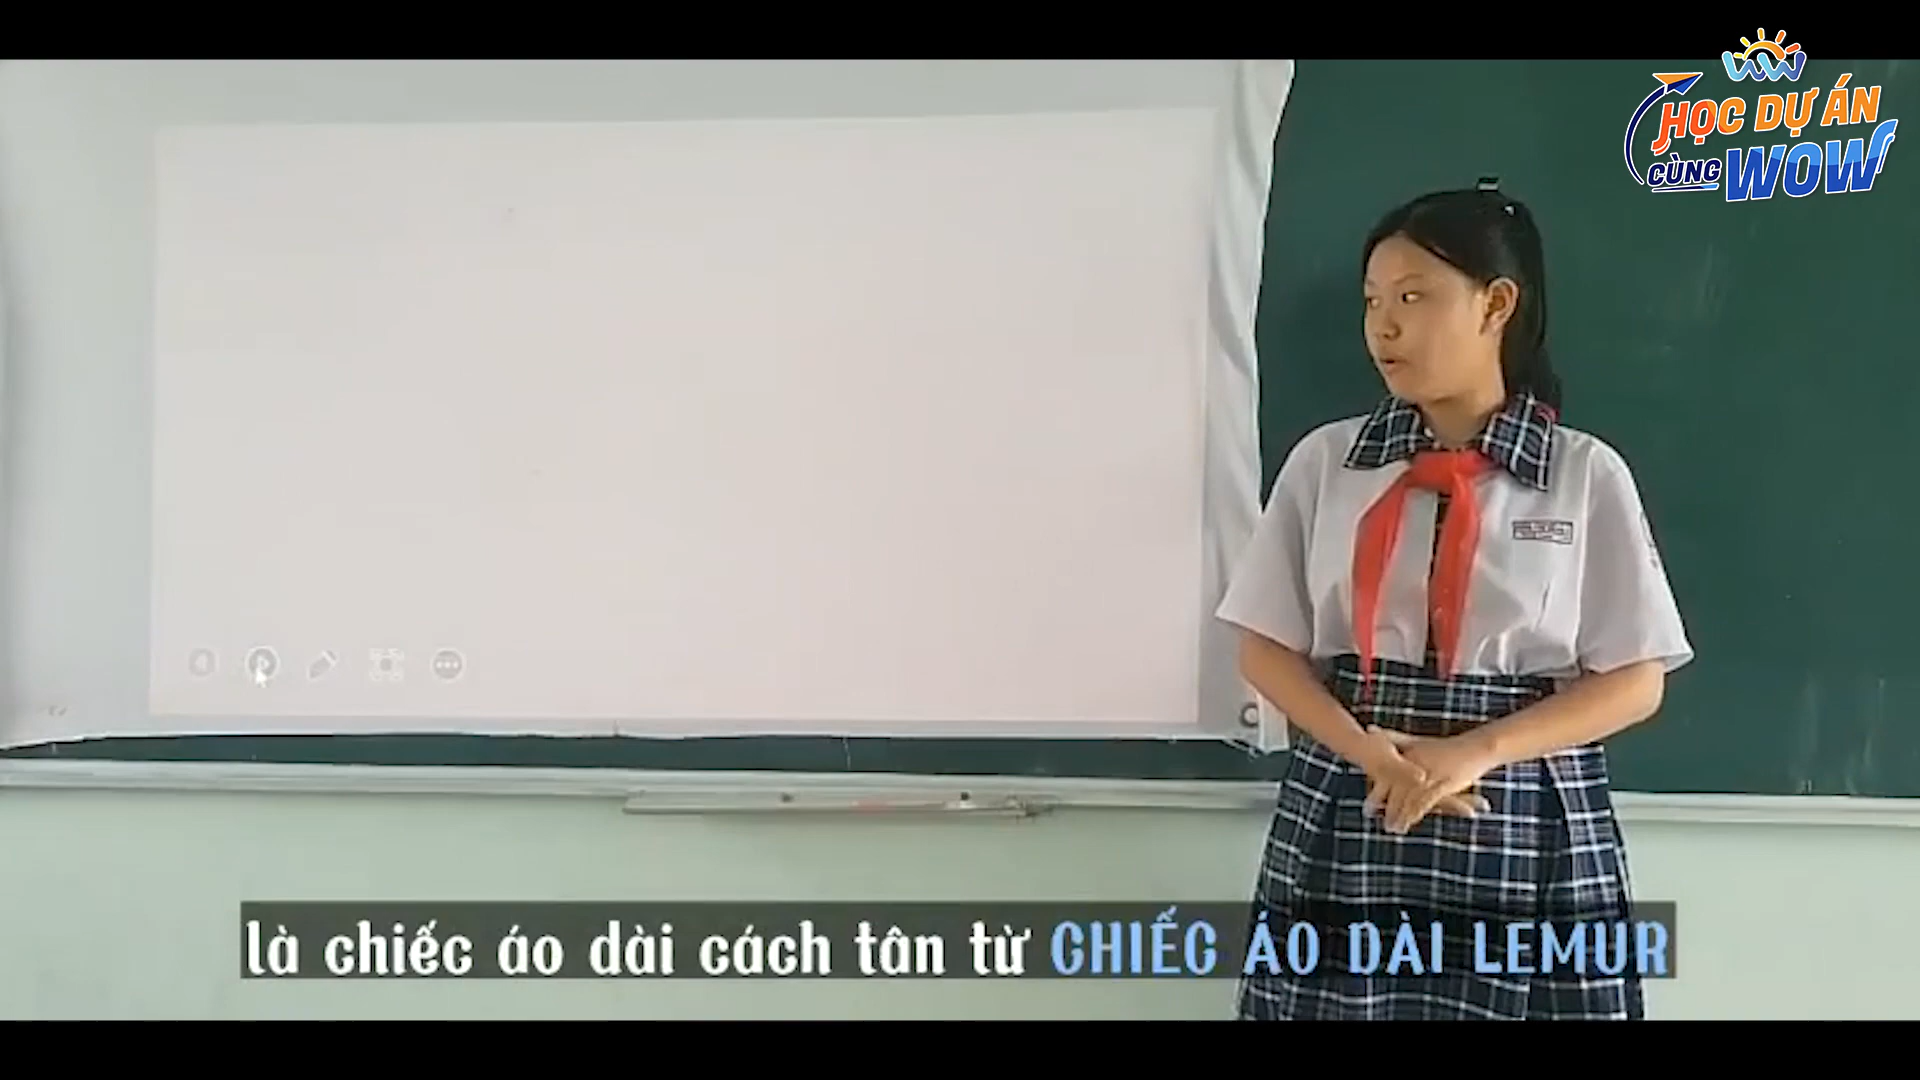 HỌC DỰ ÁN
CÙNG WOW
là chiếc áo dài cách tân từ CHIẾC ÁO DÀI LEMUR